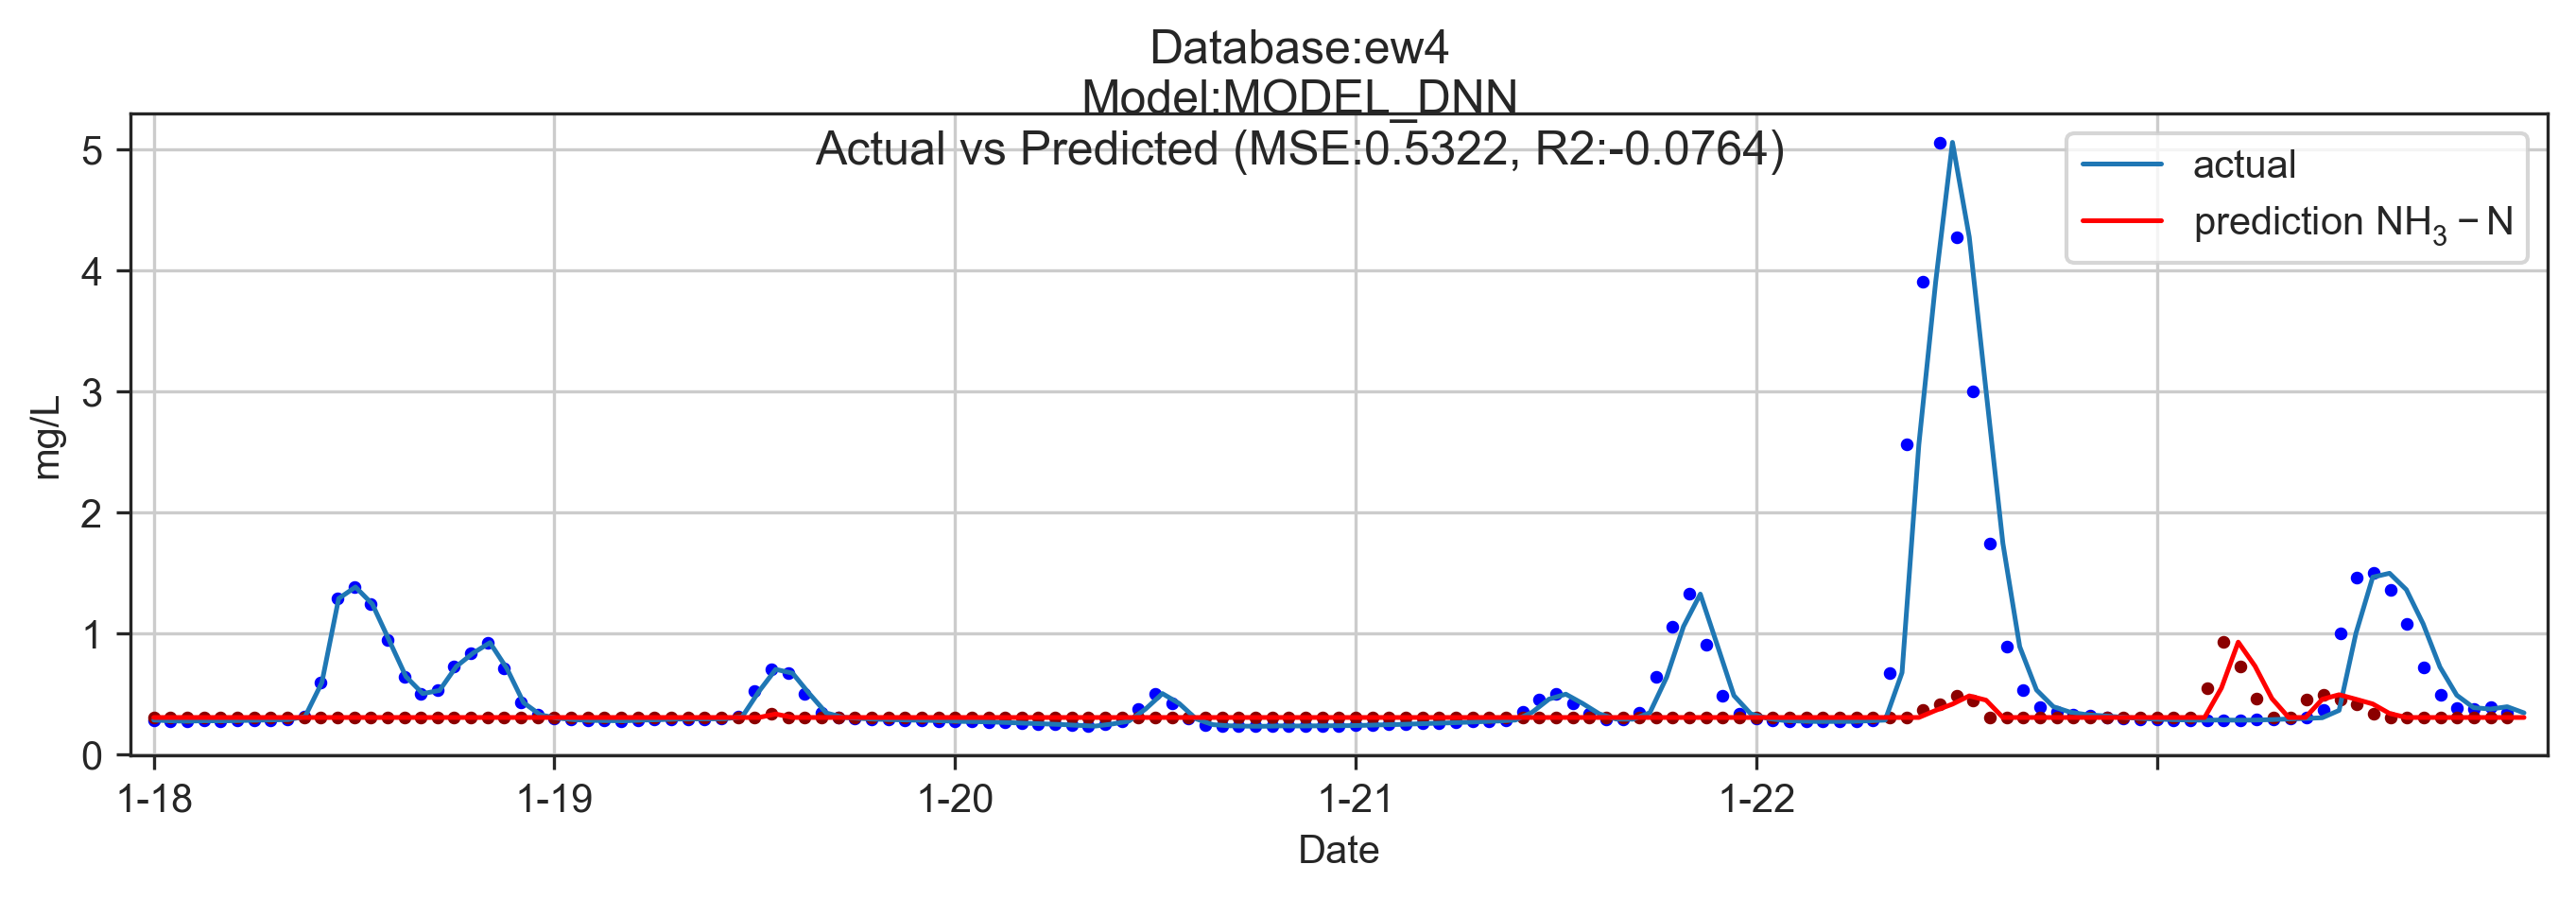 Database:ew4
Model:MODEL_DNN
Actual vs Predicted (MSE:0.5322, R2:-0.0764)
actual
prediction NH₃ − N
5
4
3
2
1
0
mg/L
1-18 1-19 1-20 1-21 1-22
Date